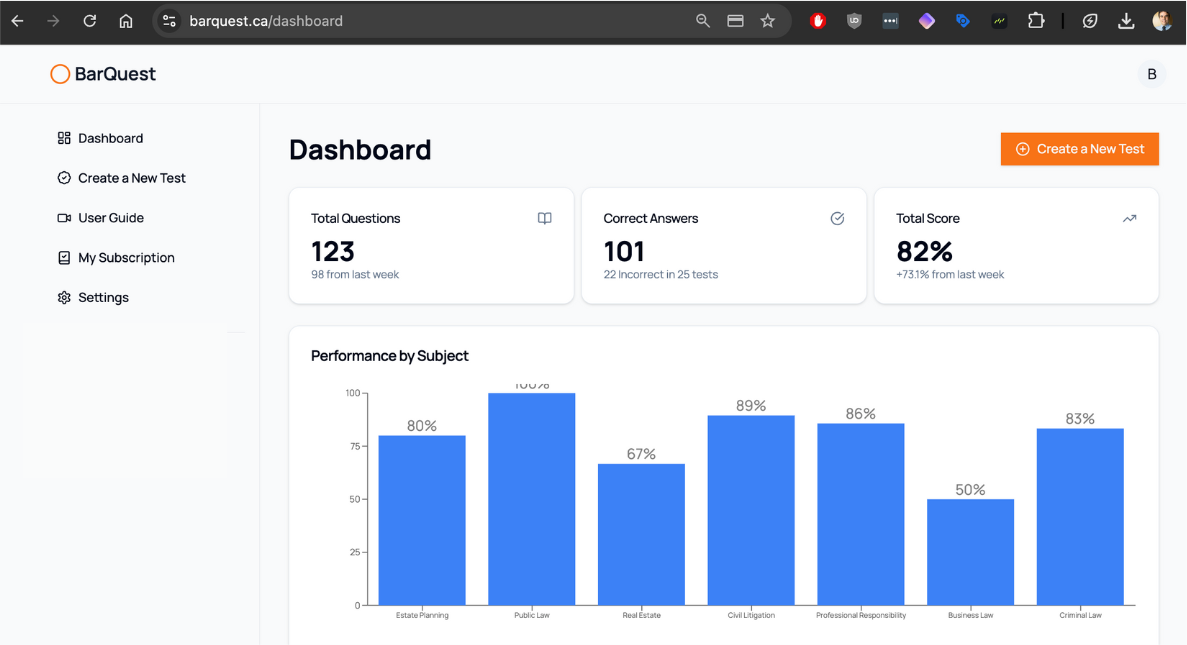 barquest.ca/dashboard
BarQuest
B
Dashboard
Create a New Test
User Guide
My Subscription
Settings
Dashboard
Create a New Test
Total Questions
123
98 from last week
Correct Answers
101
22 Incorrect in 25 tests
Total Score
82%
+73.1% from last week
Performance by Subject
100
75
50
25
0
80%
100%
67%
89%
86%
50%
83%
Estate Planning
Public Law
Real Estate
Civil Litigation
Professional Responsibility
Business Law
Criminal Law